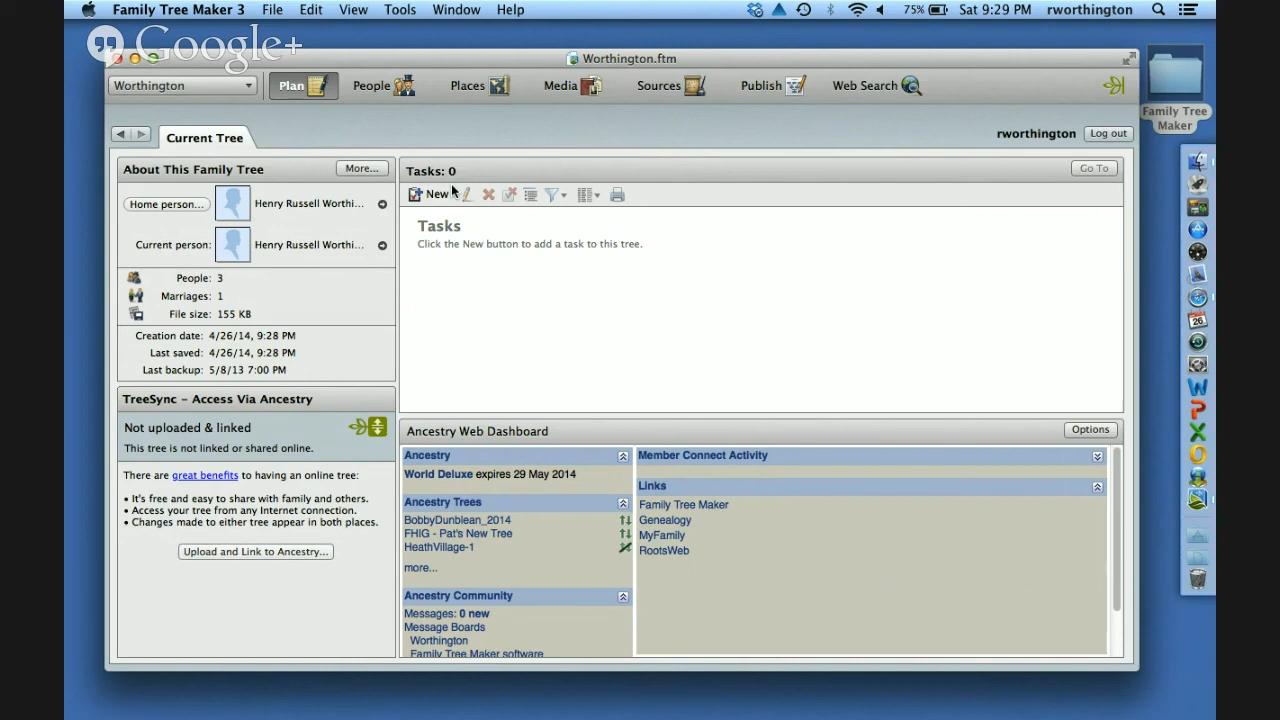 Family Tree Maker 3 File Edit View Tools Window Help 75% Sat 9:29 PM rworthington
Google+
Worthington.ftm
Worthington Plan People Places Media Sources Publish Web Search
Family Tree
Maker
Current Tree rworthington Log out
About This Family Tree More...
Home person... Henry Russell Worthi...
Current person: Henry Russell Worthi...
People: 3
Marriages: 1
File size: 155 KB
Creation date: 4/26/14, 9:28 PM
Last saved: 4/26/14, 9:28 PM
Last backup: 5/8/13 7:00 PM
TreeSync – Access Via Ancestry
Not uploaded & linked
This tree is not linked or shared online.
There are great benefits to having an online tree:
• It's free and easy to share with family and others.
• Access your tree from any Internet connection.
• Changes made to either tree appear in both places.
Upload and Link to Ancestry...
Tasks: 0 Go To
New
Tasks
Click the New button to add a task to this tree.
Ancestry Web Dashboard Options
Ancestry
World Deluxe expires 29 May 2014
Ancestry Trees
BobbyDunblean_2014
FHIG - Pat's New Tree
HeathVillage-1
more...
Ancestry Community
Messages: 0 new
Message Boards
Worthington
Family Tree Maker software
Member Connect Activity
Links
Family Tree Maker
Genealogy
MyFamily
RootsWeb
26